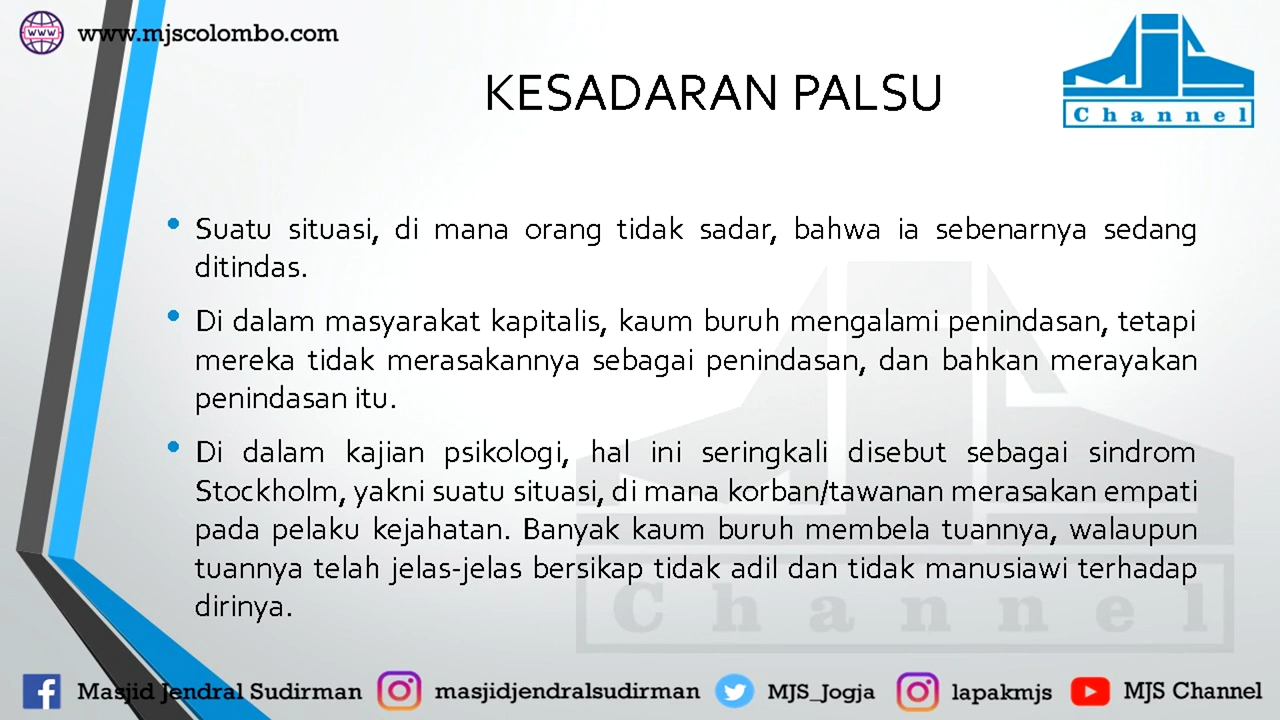 www.mjscolombo.com
MJS
Channel
KESADARAN PALSU
• Suatu situasi, di mana orang tidak sadar, bahwa ia sebenarnya sedang
ditindas.
• Di dalam masyarakat kapitalis, kaum buruh mengalami penindasan, tetapi
mereka tidak merasakannya sebagai penindasan, dan bahkan merayakan
penindasan itu.
• Di dalam kajian psikologi, hal ini seringkali disebut sebagai sindrom
Stockholm, yakni suatu situasi, di mana korban/tawanan merasakan empati
pada pelaku kejahatan. Banyak kaum buruh membela tuannya, walaupun
tuannya telah jelas-jelas bersikap tidak adil dan tidak manusiawi terhadap
dirinya.
Channel
Masjid Jendral Sudirman masjidjendralsudirman MJS_Jogja lapakmjs MJS Channel